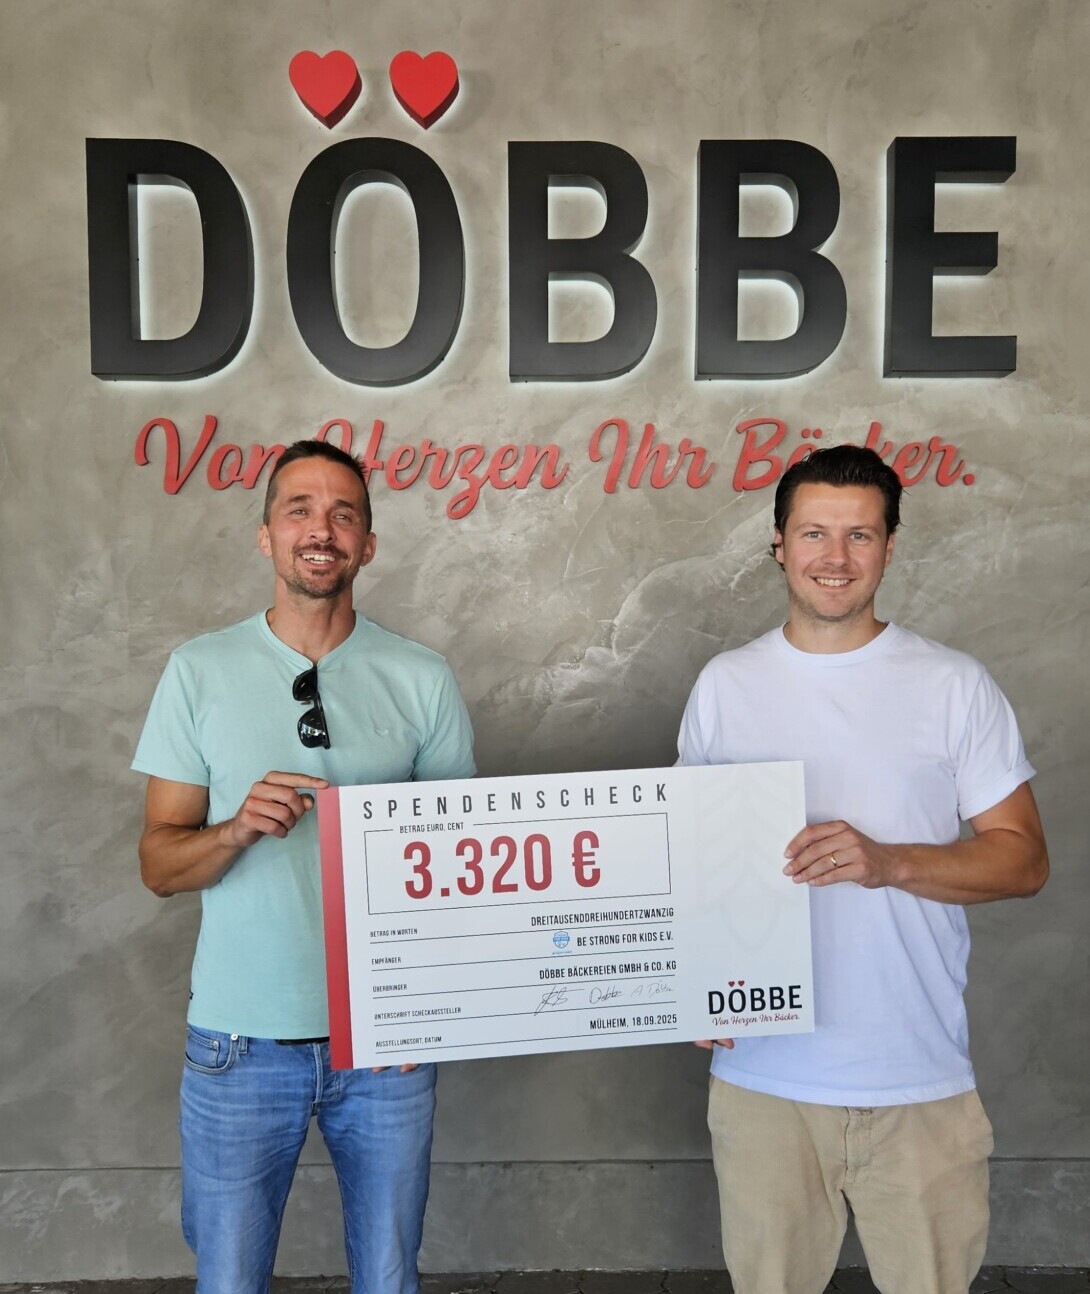 DÖBBE
Von Herzen Ihr Bäcker.
SPENDENSCHECK
BETRAG EURO, CENT
3.320 €
BETRAG IN WORTEN DREITAUSENDDREIHUNDERTZWANZIG
EMPFÄNGER BE STRONG FOR KIDS E.V.
ÜBERBRINGER DÖBBE BÄCKEREIEN GMBH & CO. KG
UNTERSCHRIFT SCHECKAUSSTELLER
AUSSTELLUNGSORT, DATUM MÜLHEIM, 18.09.2025
DÖBBE
Von Herzen Ihr Bäcker.